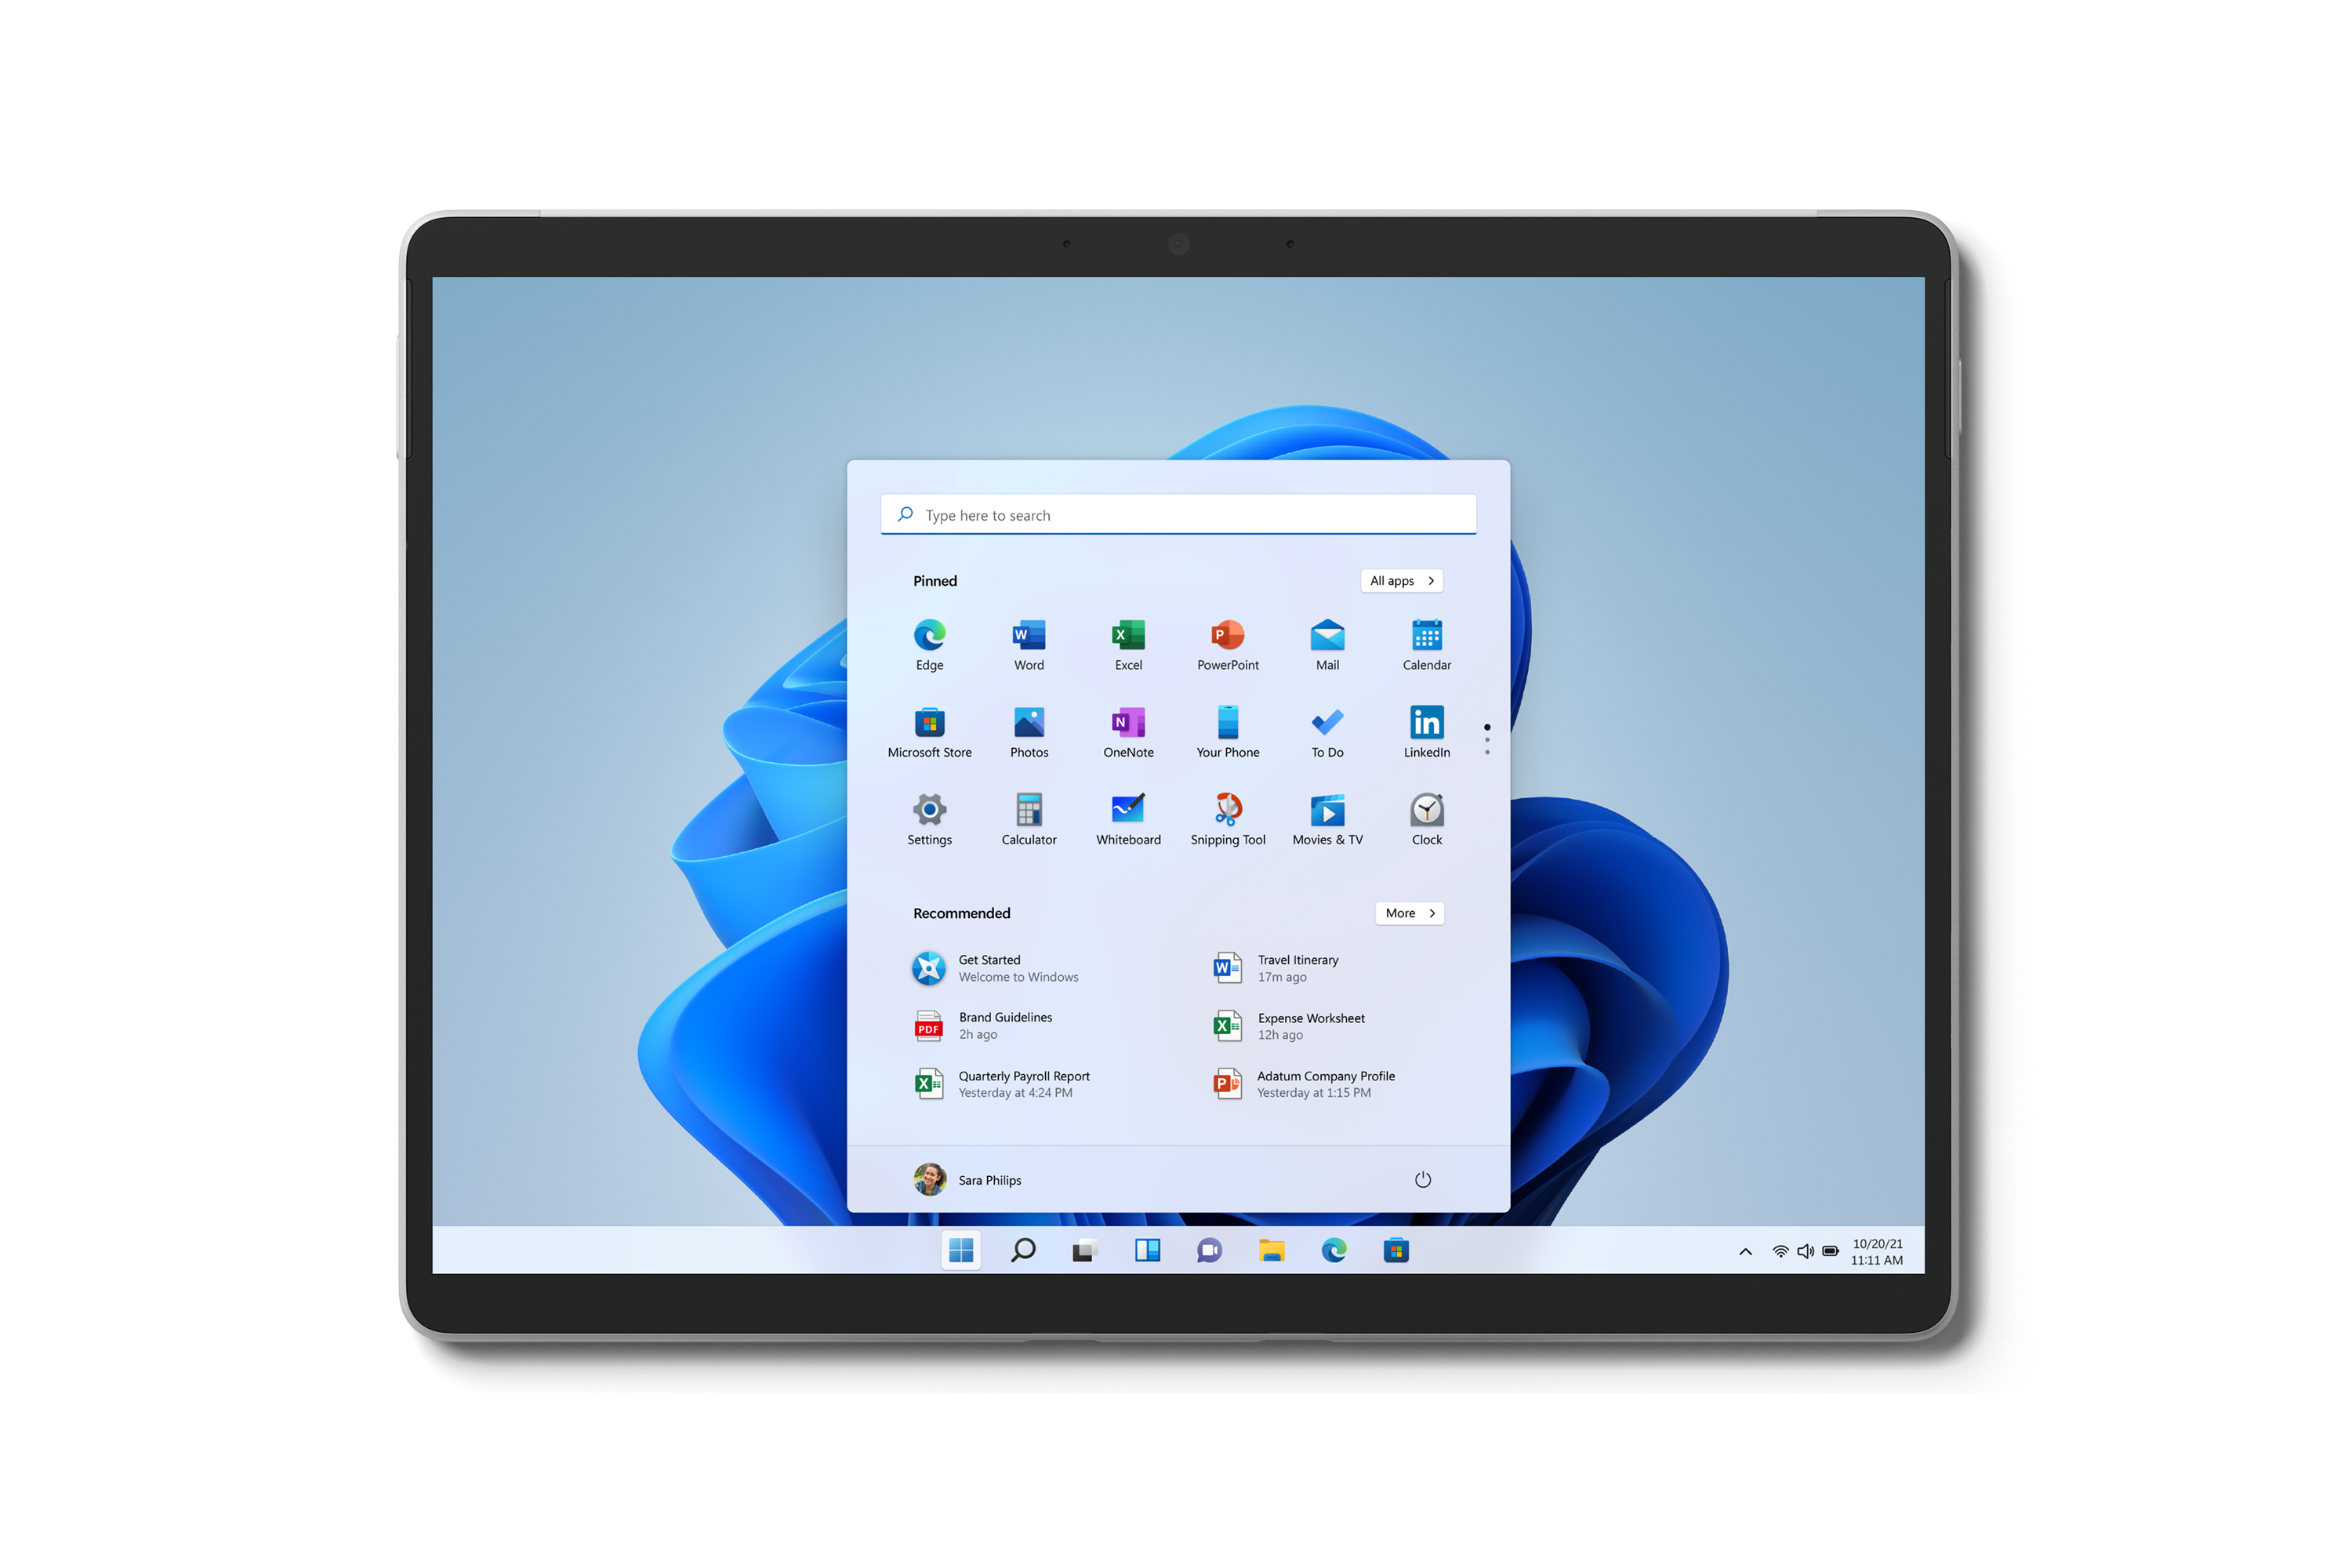 Type here to search
Pinned
All apps
Edge
Word
Excel
PowerPoint
Mail
Calendar
Microsoft Store
Photos
OneNote
Your Phone
To Do
LinkedIn
Settings
Calculator
Whiteboard
Snipping Tool
Movies & TV
Clock
Recommended
More
Get Started
Welcome to Windows
Travel Itinerary
17m ago
PDF
Brand Guidelines
2h ago
Expense Worksheet
12h ago
Quarterly Payroll Report
Yesterday at 4:24 PM
Adatum Company Profile
Yesterday at 1:15 PM
Sara Philips
10/20/21
11:11 AM